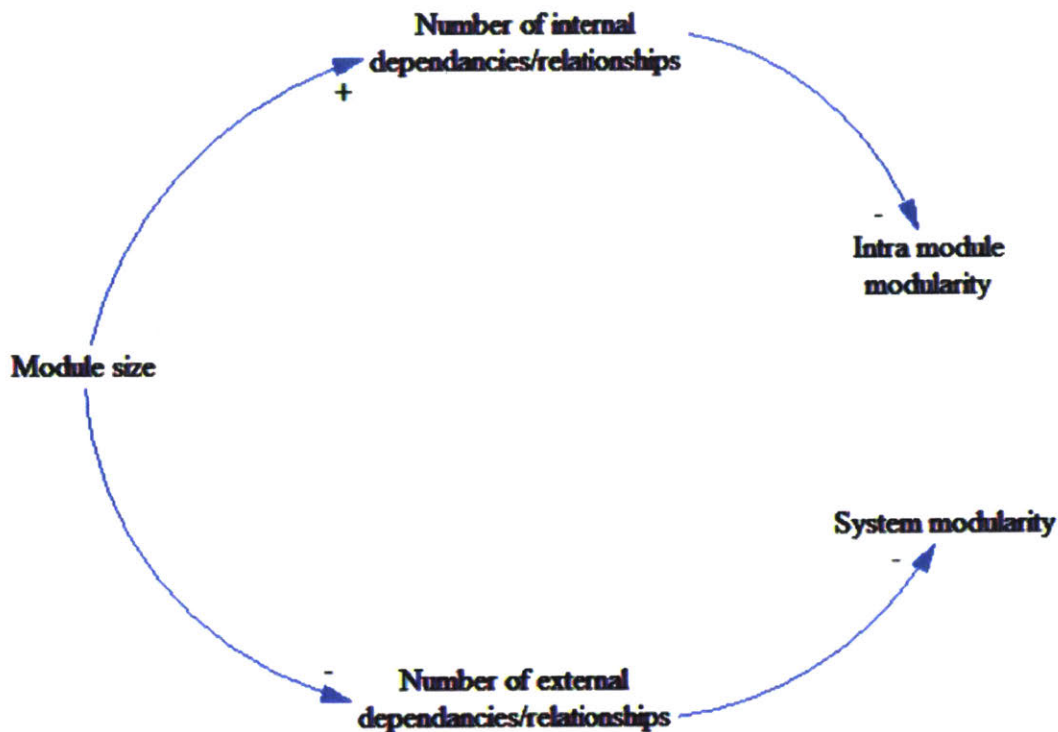 Number of internal
dependancies/relationships
+
-
Intra module
modularity
Module size
System modularity
-
-
Number of external
dependancies/relationships